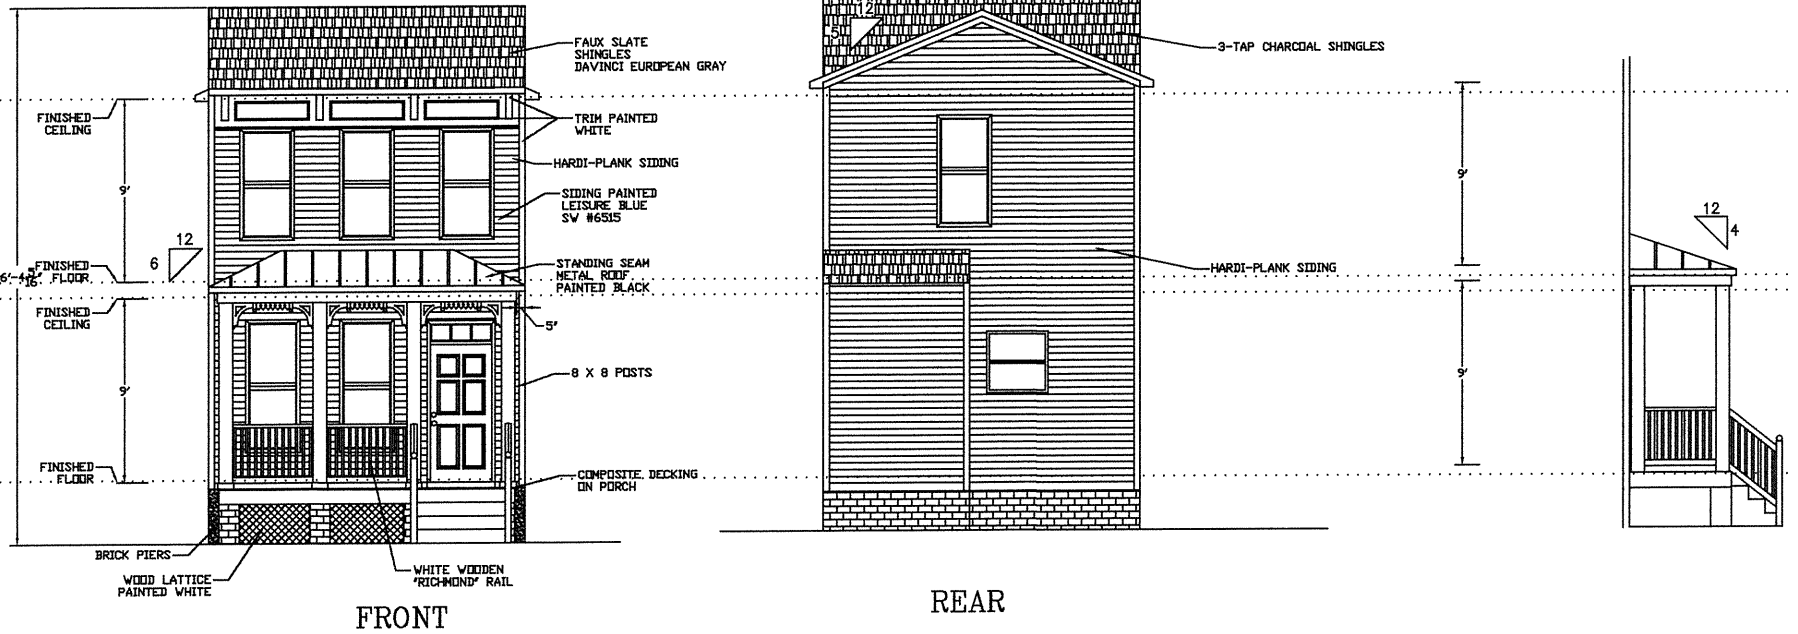 FAUX SLATE
SHINGLES
DAVINCI EUROPEAN GRAY
FINISHED
CEILING
TRIM PAINTED
WHITE
HARDI-PLANK SIDING
9'
SIDING PAINTED
LEISURE BLUE
SW #6515
12
6
FINISHED
FLOOR
STANDING SEAM
METAL ROOF
PAINTED BLACK
FINISHED
CEILING
5'
9'
8 X 8 POSTS
FINISHED
FLOOR
COMPOSITE DECKING
ON PORCH
BRICK PIERS
WOOD LATTICE
PAINTED WHITE
WHITE WOODEN
"RICHMOND" RAIL
FRONT
12
5
3-TAP CHARCOAL SHINGLES
HARDI-PLANK SIDING
REAR
9'
9'
12
4